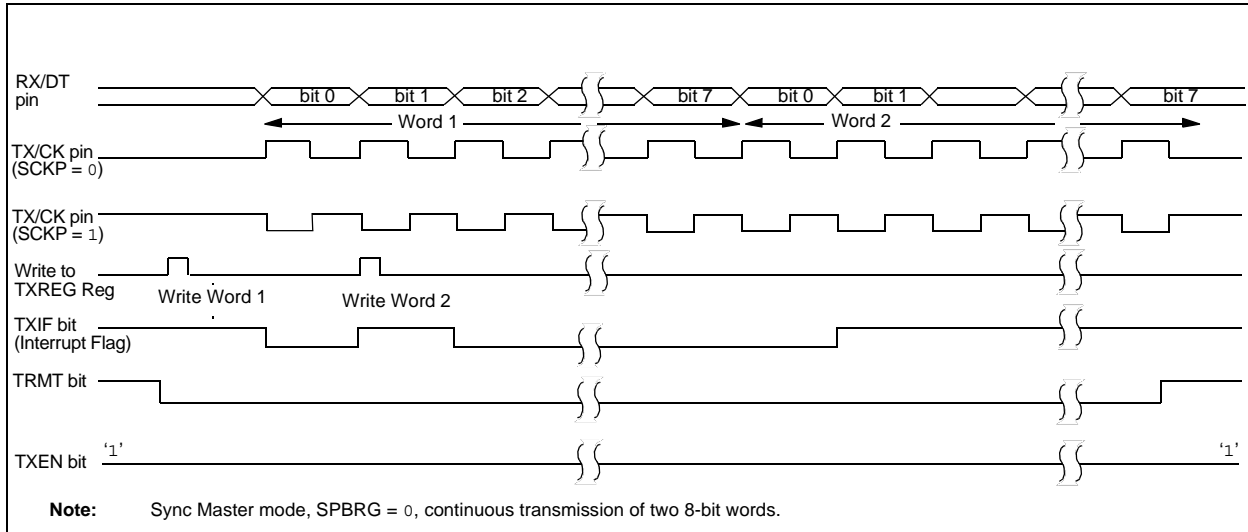 RX/DT
pin
bit 0 bit 1 bit 2 bit 7 bit 0 bit 1 bit 7
Word 1 Word 2
TX/CK pin
(SCKP = 0)
TX/CK pin
(SCKP = 1)
Write to
TXREG Reg
Write Word 1 Write Word 2
TXIF bit
(Interrupt Flag)
TRMT bit
TXEN bit ‘1’ ‘1’
Note: Sync Master mode, SPBRG = 0, continuous transmission of two 8-bit words.